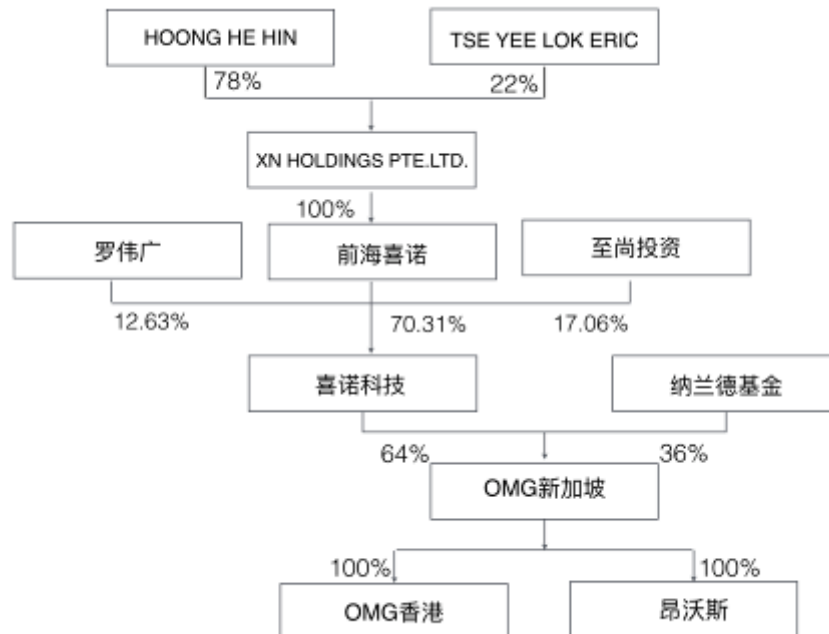 HOONG HE HIN
TSE YEE LOK ERIC
78%
22%
XN HOLDINGS PTE.LTD.
100%
罗伟广
前海喜诺
至尚投资
12.63%
70.31%
17.06%
喜诺科技
纳兰德基金
64%
36%
OMG新加坡
100%
100%
OMG香港
昂沃斯